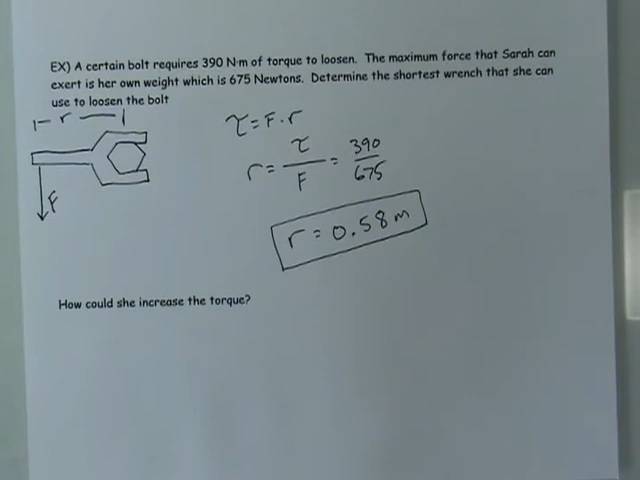 EX) A certain bolt requires 390 N·m of torque to loosen. The maximum force that Sarah can
exert is her own weight which is 675 Newtons. Determine the shortest wrench that she can
use to loosen the bolt
r
τ = F · r
r = τ / F = 390 / 675
F
r = 0.58 m
How could she increase the torque?